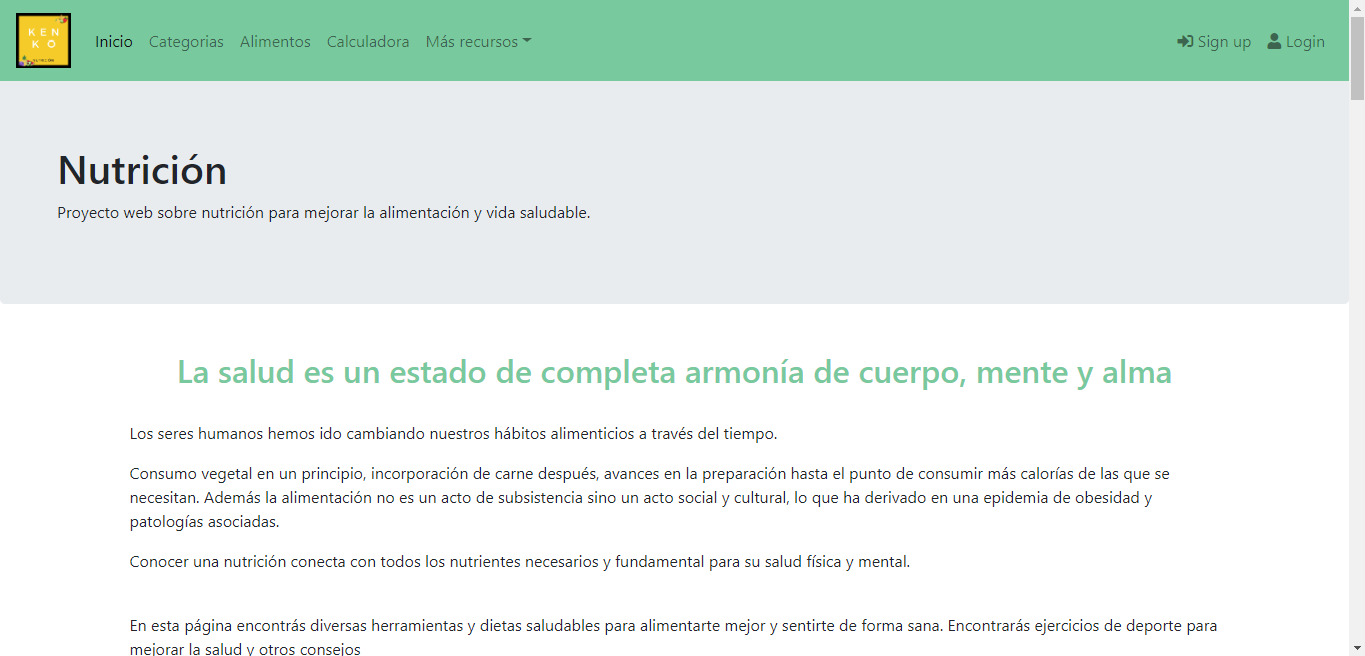 KEN
KO
NUTRICIÓN
Inicio Categorias Alimentos Calculadora Más recursos Sign up Login
Nutrición
Proyecto web sobre nutrición para mejorar la alimentación y vida saludable.
La salud es un estado de completa armonía de cuerpo, mente y alma
Los seres humanos hemos ido cambiando nuestros hábitos alimenticios a través del tiempo.
Consumo vegetal en un principio, incorporación de carne después, avances en la preparación hasta el punto de consumir más calorías de las que se
necesitan. Además la alimentación no es un acto de subsistencia sino un acto social y cultural, lo que ha derivado en una epidemia de obesidad y
patologías asociadas.
Conocer una nutrición conecta con todos los nutrientes necesarios y fundamental para su salud física y mental.
En esta página encontrás diversas herramientas y dietas saludables para alimentarte mejor y sentirte de forma sana. Encontrarás ejercicios de deporte para
mejorar la salud y otros consejos